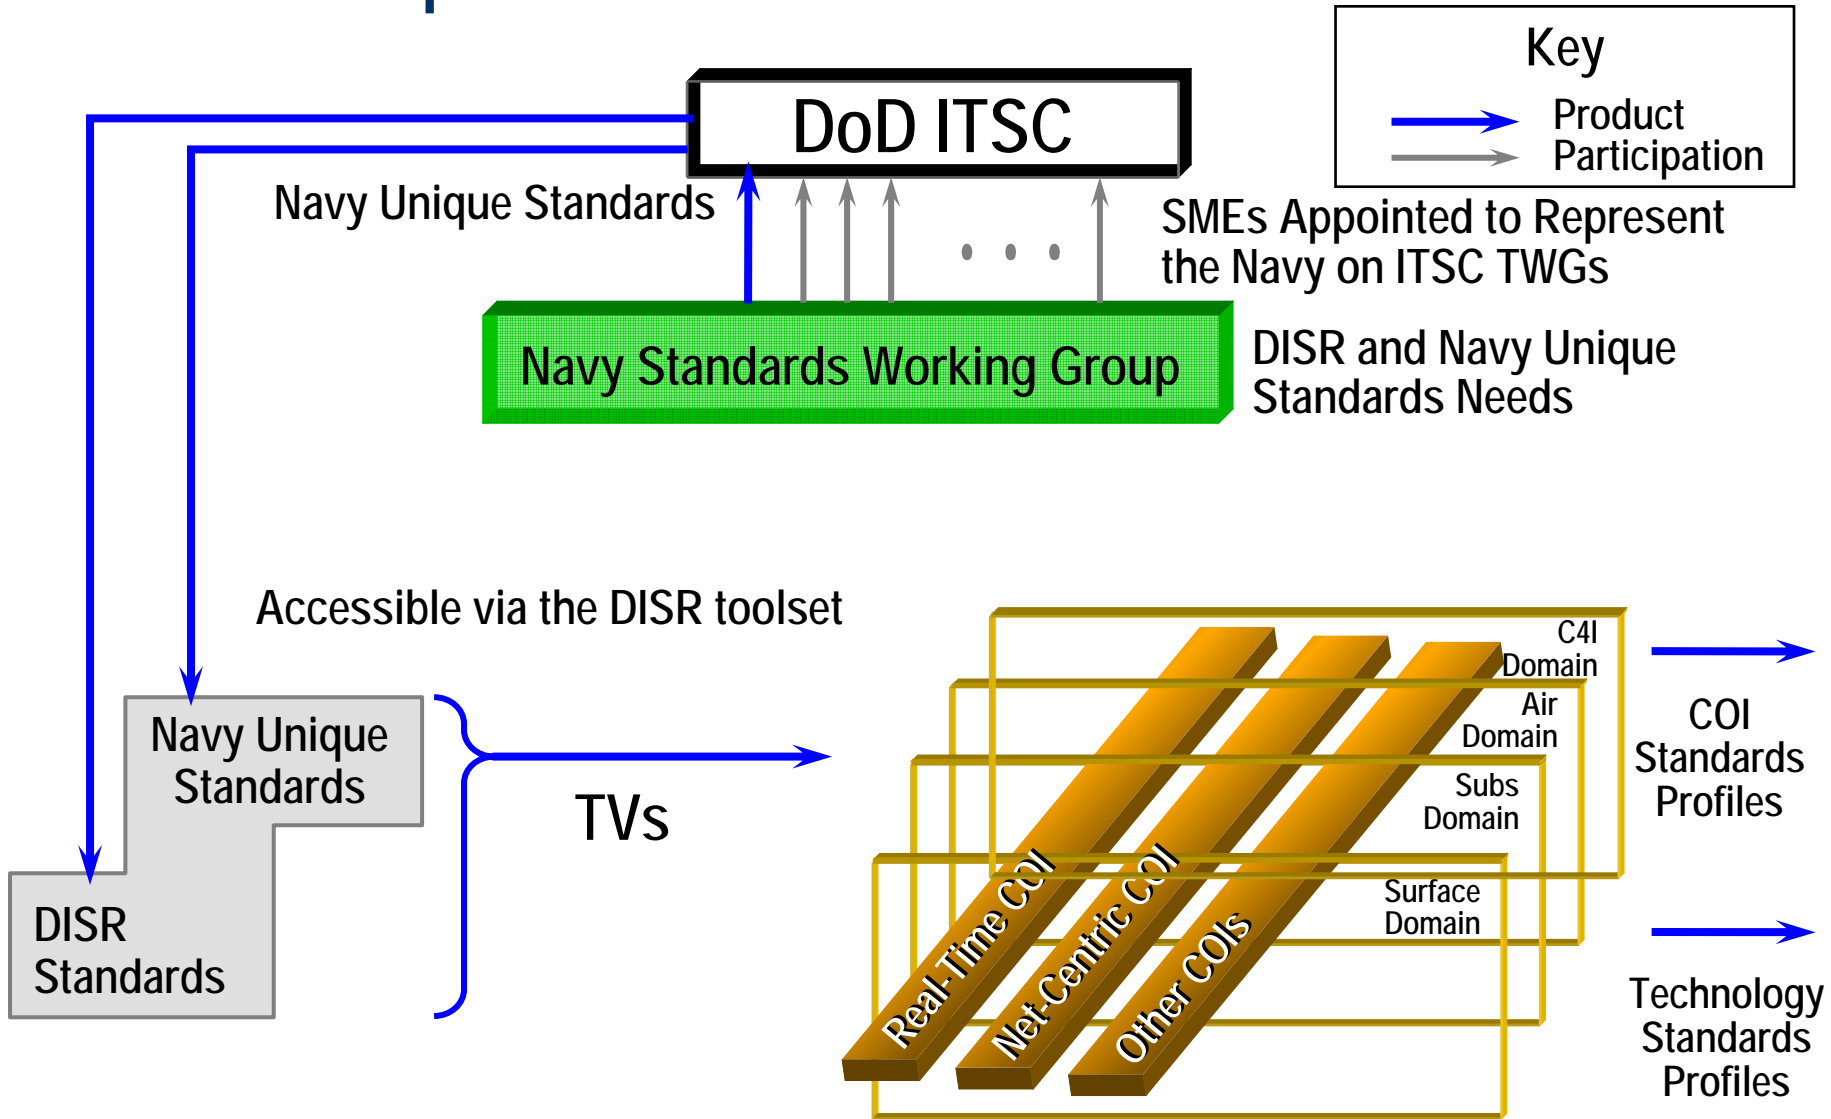 Key
Product
Participation
DoD ITSC
Navy Unique Standards
SMEs Appointed to Represent
the Navy on ITSC TWGs
Navy Standards Working Group
DISR and Navy Unique
Standards Needs
Accessible via the DISR toolset
Navy Unique
Standards
DISR
Standards
TVs
C4I
Domain
Air
Domain
Subs
Domain
Surface
Domain
Real-Time COI
Net-Centric COI
Other COIs
COI
Standards
Profiles
Technology
Standards
Profiles